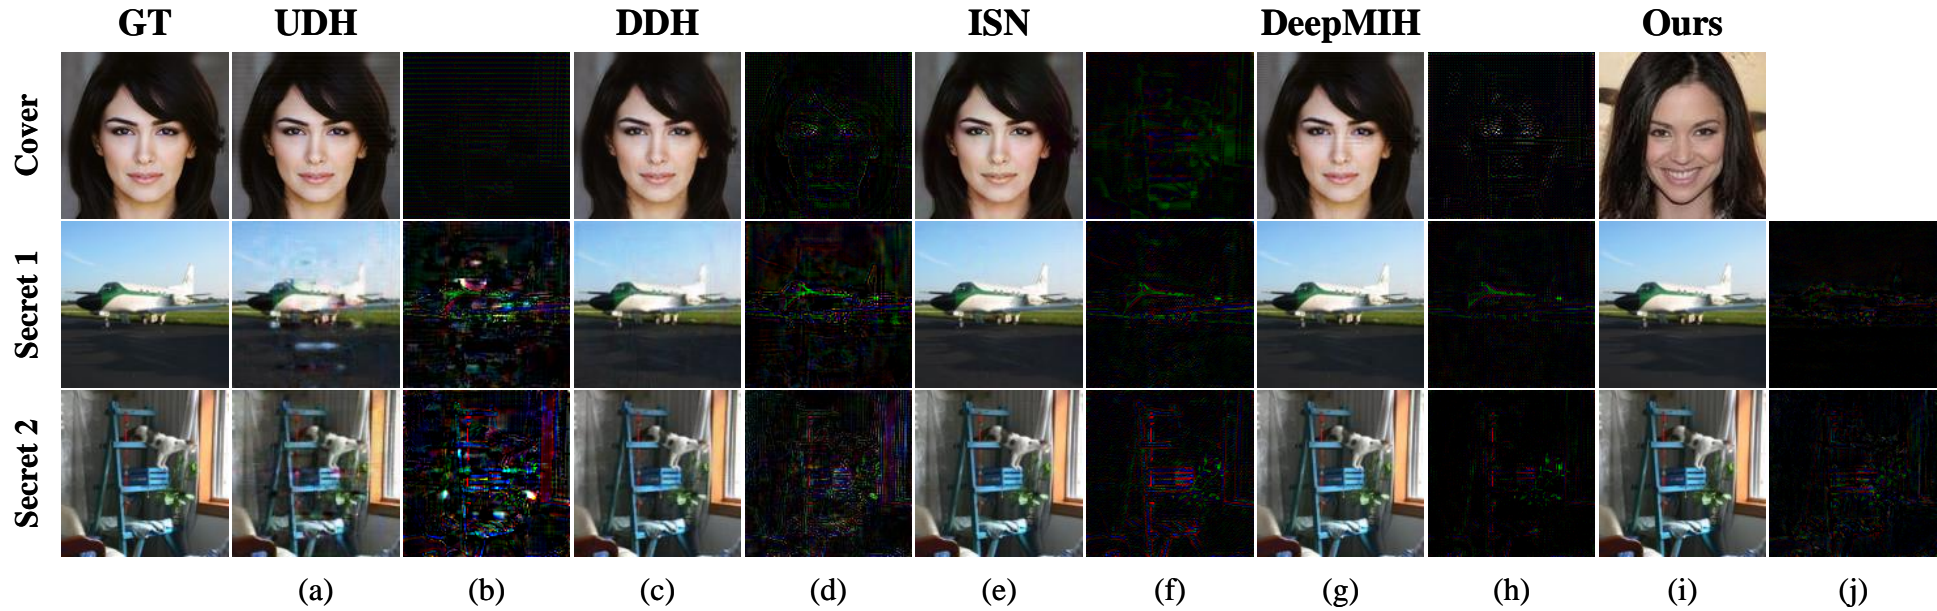 GT UDH DDH ISN DeepMIH Ours
Cover
Secret 1
Secret 2
(a) (b) (c) (d) (e) (f) (g) (h) (i) (j)